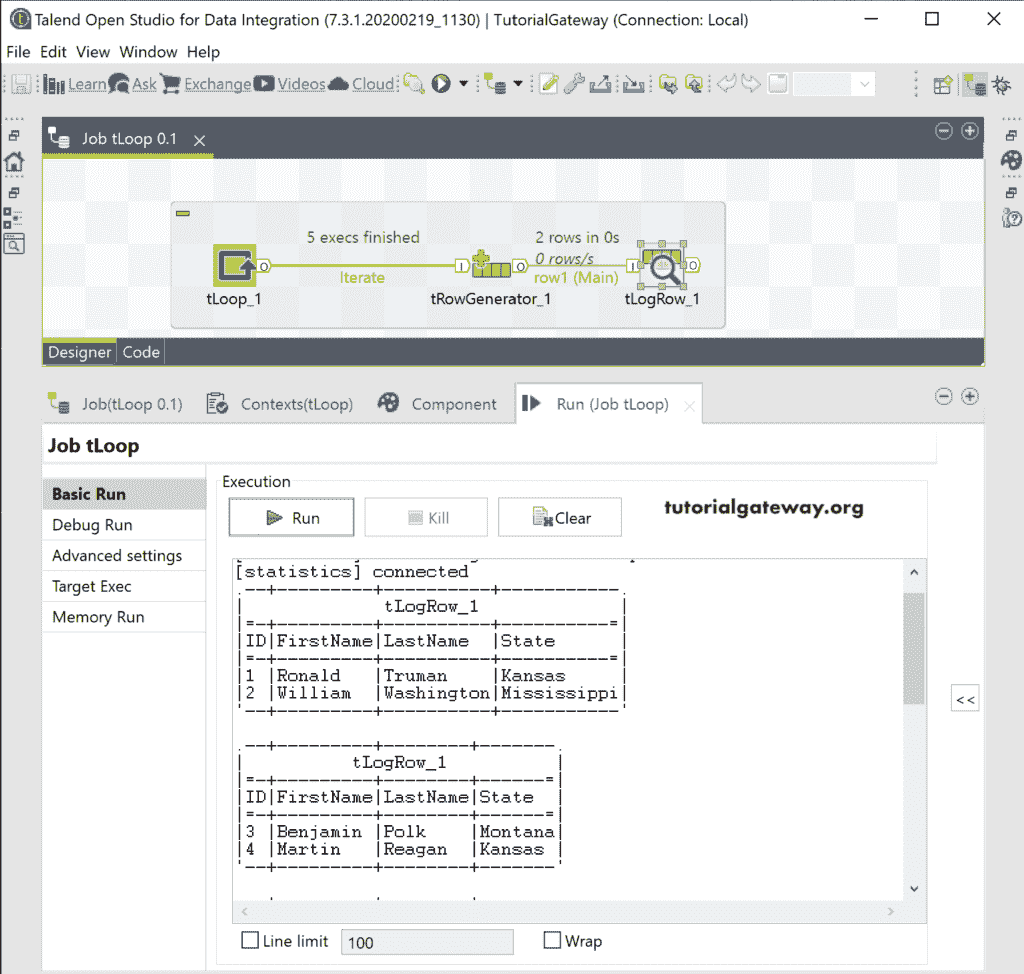 Talend Open Studio for Data Integration (7.3.1.20200219_1130) | TutorialGateway (Connection: Local)
File Edit View Window Help
Learn Ask Exchange Videos Cloud
Job tLoop 0.1
5 execs finished
2 rows in 0s
0 rows/s
Iterate
row1 (Main)
tLoop_1
tRowGenerator_1
tLogRow_1
Designer Code
Job(tLoop 0.1) Contexts(tLoop) Component Run (Job tLoop)
Job tLoop
Basic Run
Debug Run
Advanced settings
Target Exec
Memory Run
Execution
Run Kill Clear
tutorialgateway.org
[statistics] connected
.--+---------+----------+-----------.
| tLogRow_1 |
|=-+---------+----------+----------=|
|ID|FirstName|LastName |State |
|=-+---------+----------+----------=|
|1 |Ronald |Truman |Kansas |
|2 |William |Washington|Mississippi|
'--+---------+----------+-----------'
.--+---------+--------+-------.
| tLogRow_1 |
|=-+---------+--------+------=|
|ID|FirstName|LastName|State |
|=-+---------+--------+------=|
|3 |Benjamin |Polk |Montana|
|4 |Martin |Reagan |Kansas |
'--+---------+--------+-------'
<<
Line limit 100 Wrap